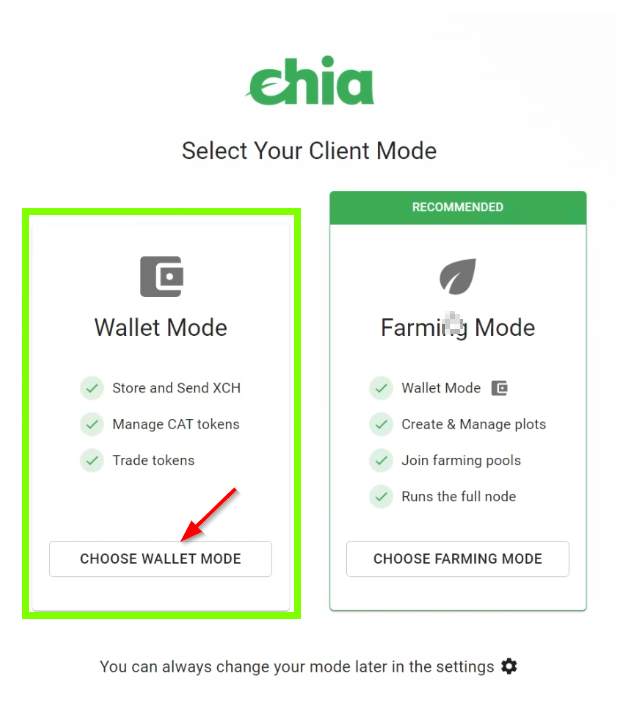 chia
Select Your Client Mode
Wallet Mode
Store and Send XCH
Manage CAT tokens
Trade tokens
CHOOSE WALLET MODE
RECOMMENDED
Farming Mode
Wallet Mode
Create & Manage plots
Join farming pools
Runs the full node
CHOOSE FARMING MODE
You can always change your mode later in the settings